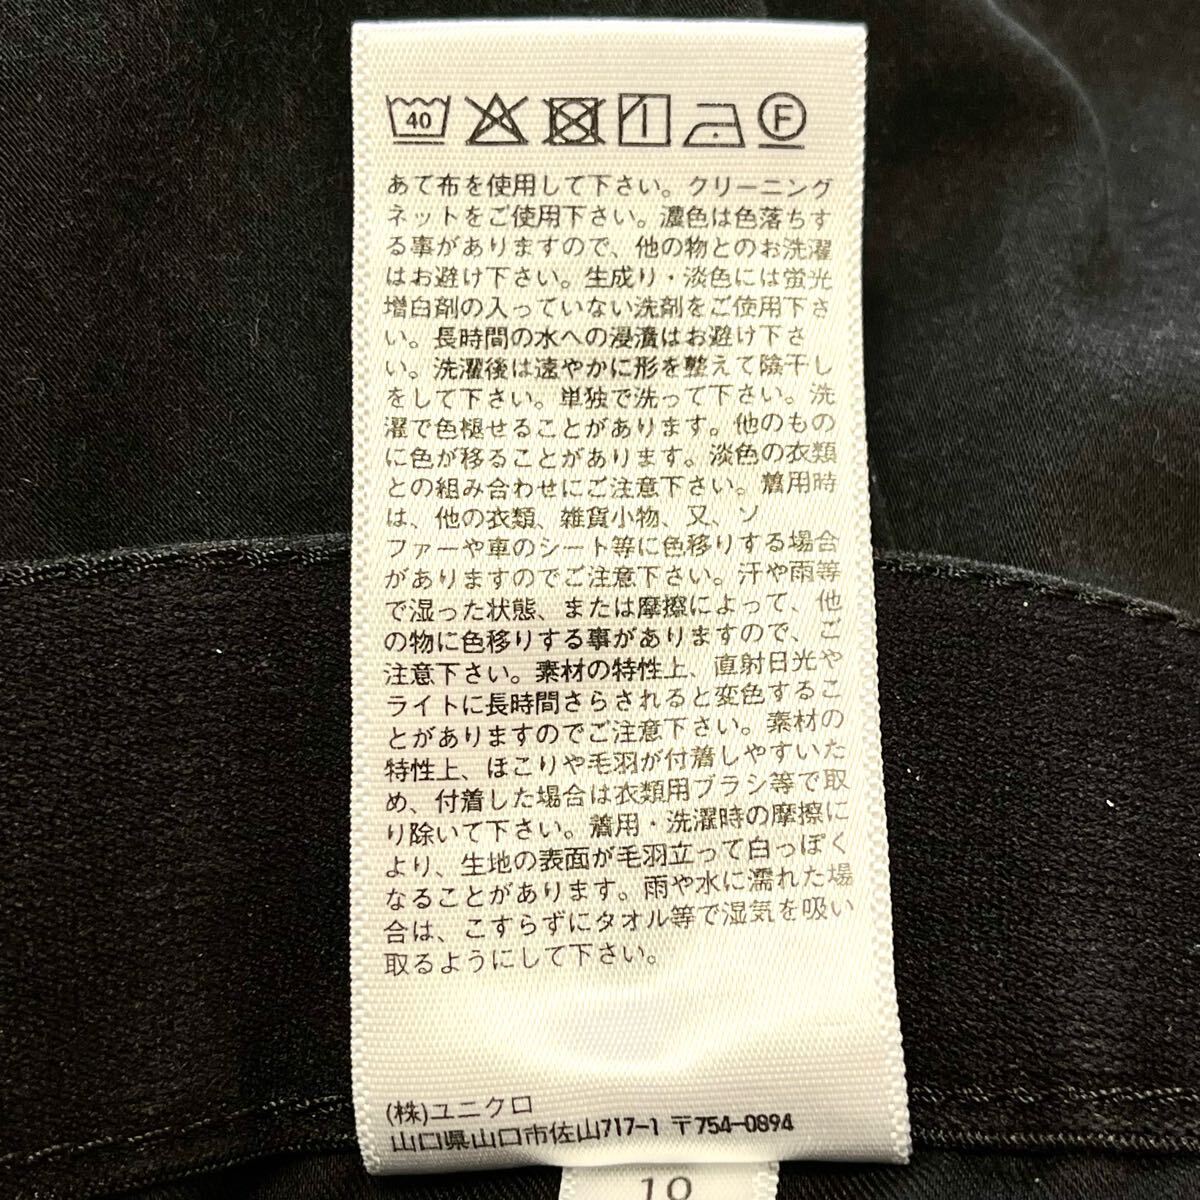 40 F
あて布を使用して下さい。クリーニング
ネットをご使用下さい。濃色は色落ちす
る事がありますので、他の物とのお洗濯
はお避け下さい。生成り・淡色には蛍光
増白剤の入っていない洗剤をご使用下さ
い。長時間の水への浸漬はお避け下さ
い。洗濯後は速やかに形を整えて陰干し
をして下さい。単独で洗って下さい。洗
濯で色褪せることがあります。他のもの
に色が移ることがあります。淡色の衣類
との組み合わせにご注意下さい。着用時
は、他の衣類、雑貨小物、又、ソ
ファーや車のシート等に色移りする場合
がありますのでご注意下さい。汗や雨等
で湿った状態、または摩擦によって、他
の物に色移りする事がありますので、ご
注意下さい。素材の特性上、直射日光や
ライトに長時間さらされると変色するこ
とがありますのでご注意下さい。素材の
特性上、ほこりや毛羽が付着しやすいた
め、付着した場合は衣類用ブラシ等で取
り除いて下さい。着用・洗濯時の摩擦に
より、生地の表面が毛羽立って白っぽく
なることがあります。雨や水に濡れた場
合は、こすらずにタオル等で湿気を吸い
取るようにして下さい。
(株)ユニクロ
山口県山口市佐山717-1 〒754-0894